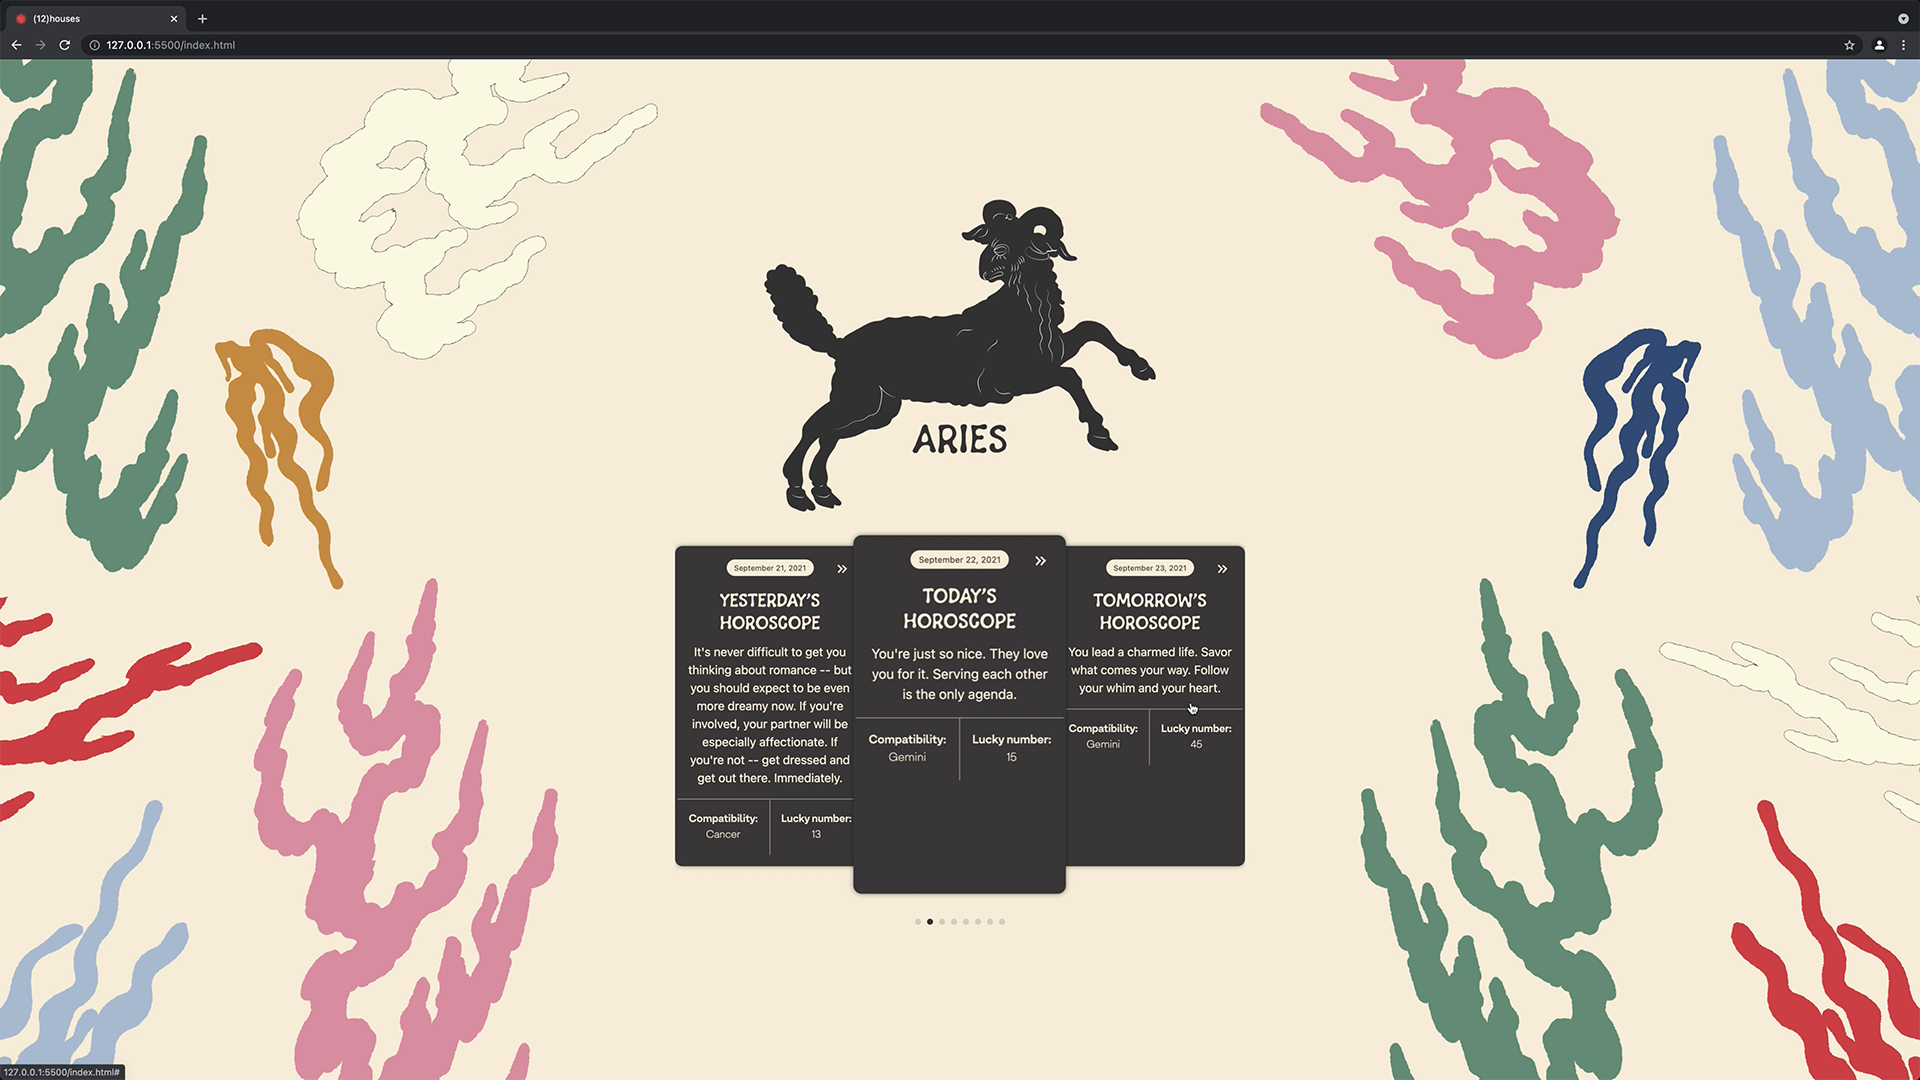 (12)houses
127.0.0.1:5500/index.html
ARIES
September 21, 2021
YESTERDAY'S
HOROSCOPE
It's never difficult to get you
thinking about romance -- but
you should expect to be even
more dreamy now. If you're
involved, your partner will be
especially affectionate. If
you're not -- get dressed and
get out there. Immediately.
Compatibility:
Cancer
Lucky number:
13
September 22, 2021
TODAY'S
HOROSCOPE
You're just so nice. They love
you for it. Serving each other
is the only agenda.
Compatibility:
Gemini
Lucky number:
15
September 23, 2021
TOMORROW'S
HOROSCOPE
You lead a charmed life. Savor
what comes your way. Follow
your whim and your heart.
Compatibility:
Gemini
Lucky number:
45
127.0.0.1:5500/index.html#